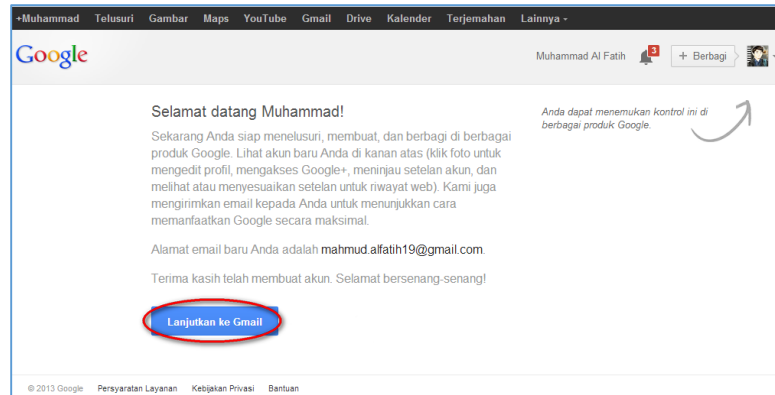 +Muhammad Telusuri Gambar Maps YouTube Gmail Drive Kalender Terjemahan Lainnya
Google
Muhammad Al Fatih 3 + Berbagi
Selamat datang Muhammad!
Anda dapat menemukan kontrol ini di
berbagai produk Google.
Sekarang Anda siap menelusuri, membuat, dan berbagi di berbagai
produk Google. Lihat akun baru Anda di kanan atas (klik foto untuk
mengedit profil, mengakses Google+, meninjau setelan akun, dan
melihat atau menyesuaikan setelan untuk riwayat web). Kami juga
mengirimkan email kepada Anda untuk menunjukkan cara
memanfaatkan Google secara maksimal.
Alamat email baru Anda adalah mahmud.alfatih19@gmail.com.
Terima kasih telah membuat akun. Selamat bersenang-senang!
Lanjutkan ke Gmail
© 2013 Google Persyaratan Layanan Kebijakan Privasi Bantuan